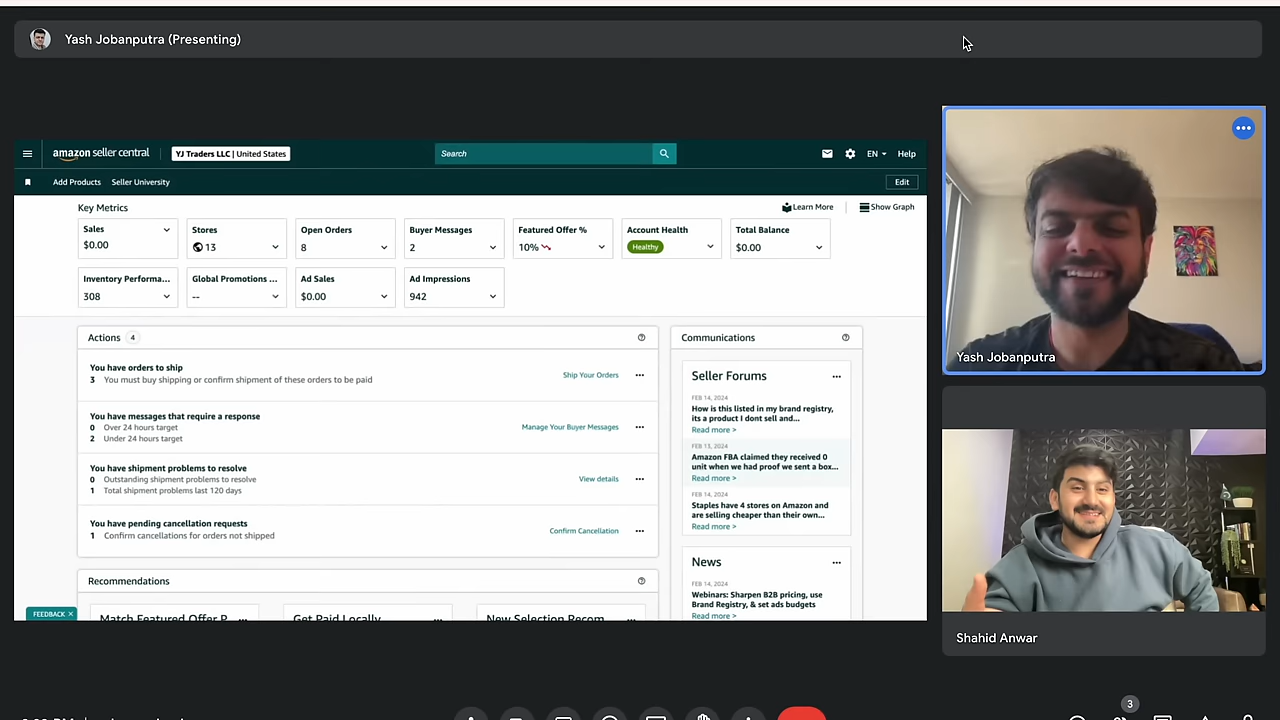 Yash Jobanputra (Presenting)
amazon seller central
YJ Traders LLC | United States
Search
EN
Help
Add Products
Seller University
Edit
Key Metrics
Learn More
Show Graph
Sales
$0.00
Stores
13
Open Orders
8
Buyer Messages
2
Featured Offer %
10%
Account Health
Healthy
Total Balance
$0.00
Inventory Performa...
308
Global Promotions ...
--
Ad Sales
$0.00
Ad Impressions
942
Actions 4
You have orders to ship
3 You must buy shipping or confirm shipment of these orders to be paid
Ship Your Orders
You have messages that require a response
0 Over 24 hours target
2 Under 24 hours target
Manage Your Buyer Messages
You have shipment problems to resolve
0 Outstanding shipment problems to resolve
1 Total shipment problems last 120 days
View details
You have pending cancellation requests
1 Confirm cancellations for orders not shipped
Confirm Cancellation
Recommendations
Match Featured Offer P...
Get Paid Locally
New Selection Recom...
FEEDBACK X
Communications
Seller Forums
FEB 14, 2024
How is this listed in my brand registry,
its a product I dont sell and...
Read more >
FEB 13, 2024
Amazon FBA claimed they received 0
unit when we had proof we sent a box...
Read more >
FEB 14, 2024
Staples have 4 stores on Amazon and
are selling cheaper than their own...
Read more >
News
FEB 14, 2024
Webinars: Sharpen B2B pricing, use
Brand Registry, & set ads budgets
Read more >
Yash Jobanputra
Shahid Anwar
3